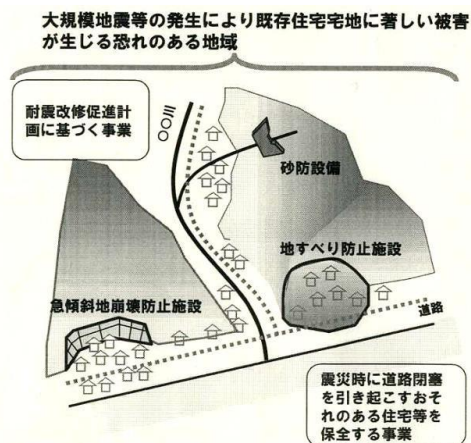 大規模地震等の発生により既存住宅宅地に著しい被害
が生じる恐れのある地域
耐震改修促進計
画に基づく事業
〇〇川
砂防設備
地すべり防止施設
急傾斜地崩壊防止施設
道路
震災時に道路閉塞
を引き起こすおそ
れのある住宅等を
保全する事業